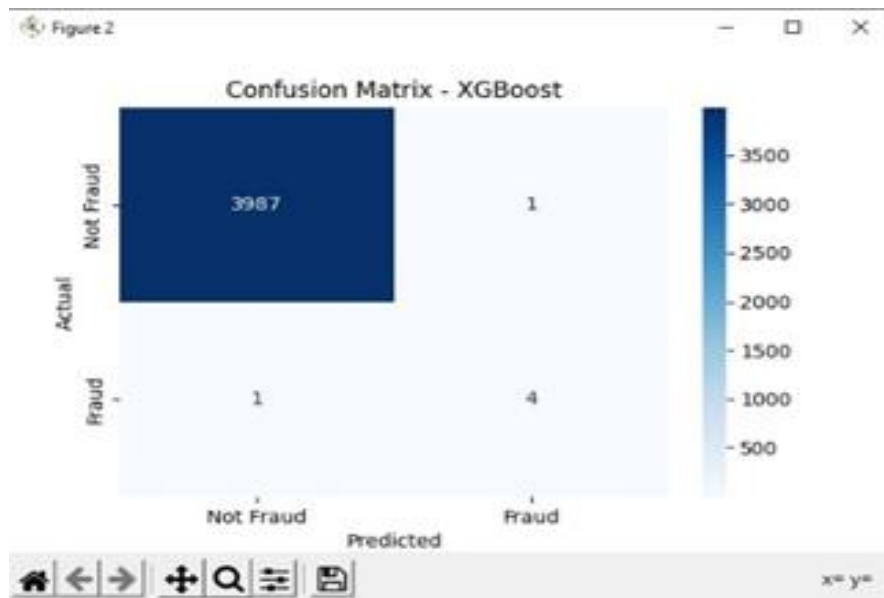 Figure 2
Confusion Matrix - XGBoost
Not Fraud
3987
1
3500
3000
2500
2000
1500
1000
500
Actual
Fraud
1
4
Not Fraud
Fraud
Predicted
x= y=